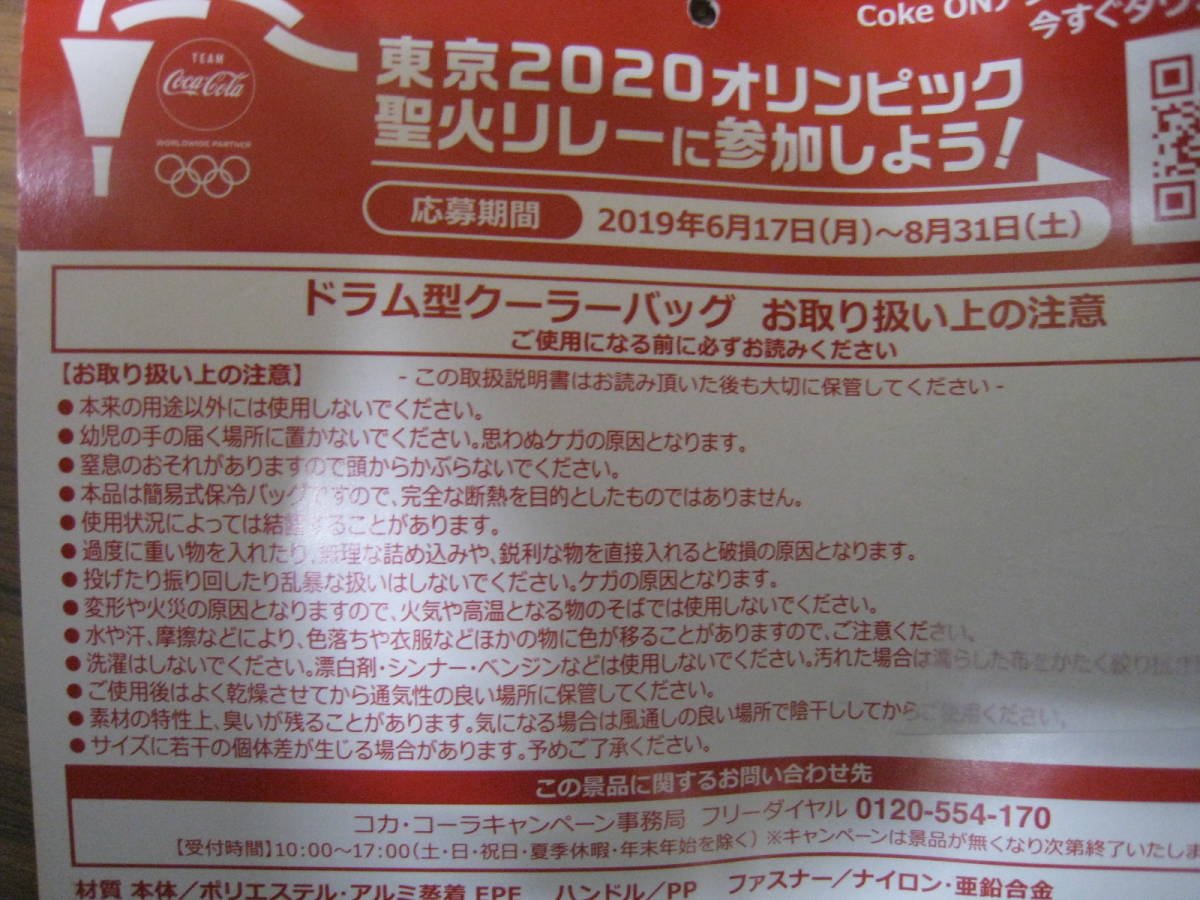 Coke ON
今すぐダウ
TEAM
Coca-Cola
WORLDWIDE PARTNER
東京2020オリンピック
聖火リレーに参加しよう!
応募期間 2019年6月17日(月)～8月31日(土)
ドラム型クーラーバッグ お取り扱い上の注意
ご使用になる前に必ずお読みください
【お取り扱い上の注意】 - この取扱説明書はお読み頂いた後も大切に保管してください -
●本来の用途以外には使用しないでください。
●幼児の手の届く場所に置かないでください。思わぬケガの原因となります。
●窒息のおそれがありますので頭からかぶらないでください。
●本品は簡易式保冷バッグですので、完全な断熱を目的としたものではありません。
●使用状況によっては結露することがあります。
●過度に重い物を入れたり、無理な詰め込みや、鋭利な物を直接入れると破損の原因となります。
●投げたり振り回したり乱暴な扱いはしないでください。ケガの原因となります。
●変形や火災の原因となりますので、火気や高温となる物のそばでは使用しないでください。
●水や汗、摩擦などにより、色落ちや衣服などほかの物に色が移ることがありますので、ご注意ください。
●洗濯はしないでください。漂白剤・シンナー・ベンジンなどは使用しないでください。汚れた場合は濡らした布をかたく絞り
●ご使用後はよく乾燥させてから通気性の良い場所に保管してください。
●素材の特性上、臭いが残ることがあります。気になる場合は風通しの良い場所で陰干ししてからご使用ください。
●サイズに若干の個体差が生じる場合があります。予めご了承ください。
この景品に関するお問い合わせ先
コカ・コーラキャンペーン事務局 フリーダイヤル 0120-554-170
【受付時間】10:00～17:00(土・日・祝日・夏季休暇・年末年始を除く) ※キャンペーンは景品が無くなり次第終了いたしま
材質 本体/ポリエステル・アルミ蒸着 EPE ハンドル/PP ファスナー/ナイロン・亜鉛合金